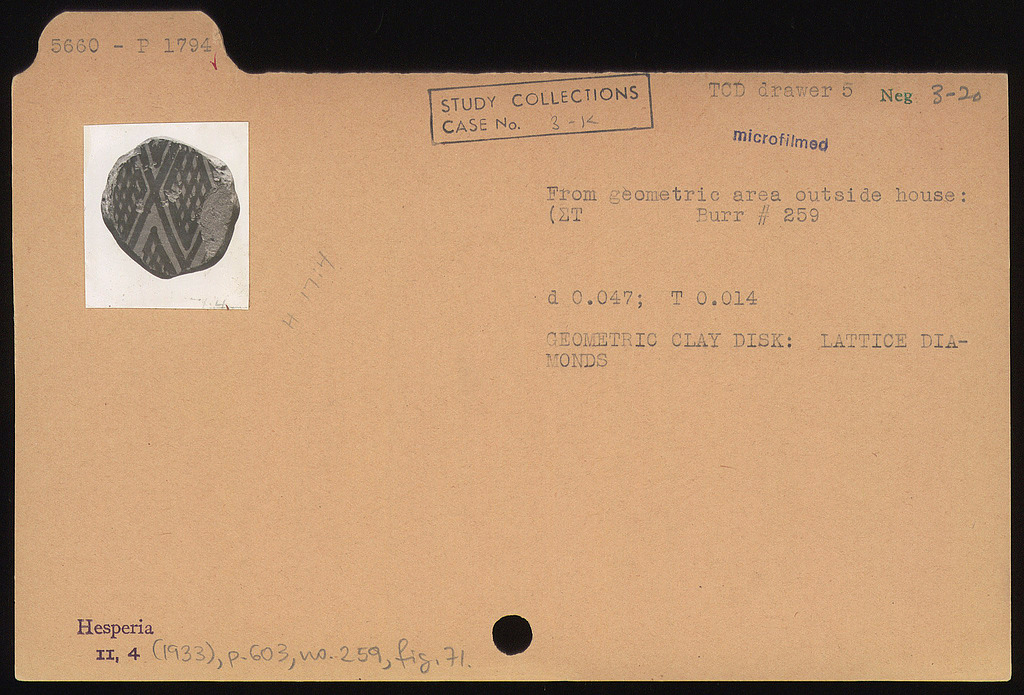 5660 - P 1794
STUDY COLLECTIONS
CASE No. 3-K
TCD drawer 5 Neg 3-20
microfilmed
From geometric area outside house:
(ΣΤ Burr # 259
H 17:4
d 0.047; T 0.014
GEOMETRIC CLAY DISK: LATTICE DIA-
MONDS
Hesperia
II, 4 (1933), p. 603, no. 259, fig. 71.